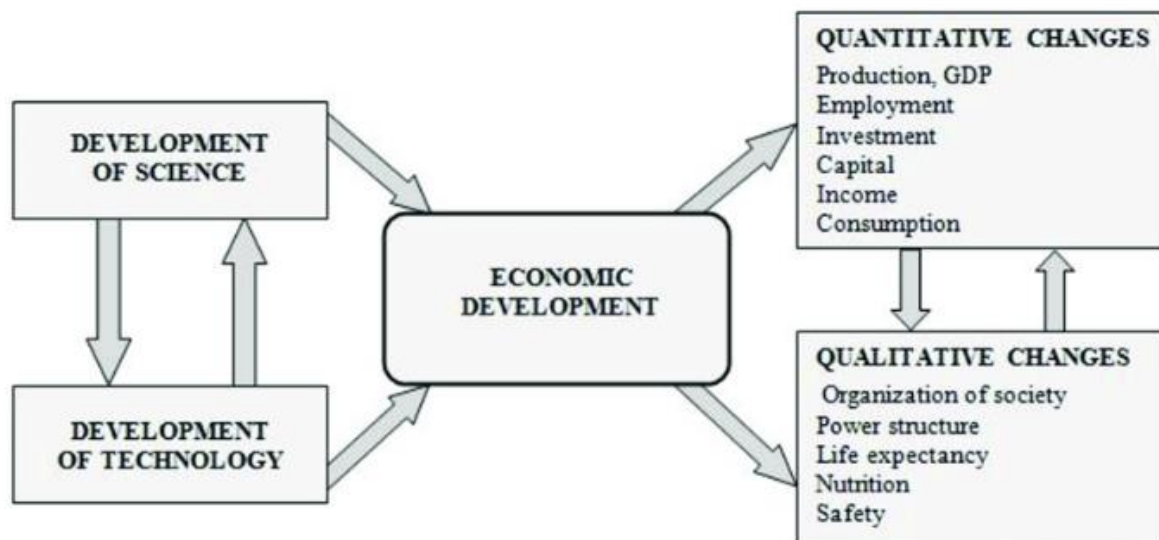 DEVELOPMENT
OF SCIENCE
DEVELOPMENT
OF TECHNOLOGY
ECONOMIC
DEVELOPMENT
QUANTITATIVE CHANGES
Production, GDP
Employment
Investment
Capital
Income
Consumption
QUALITATIVE CHANGES
Organization of society
Power structure
Life expectancy
Nutrition
Safety